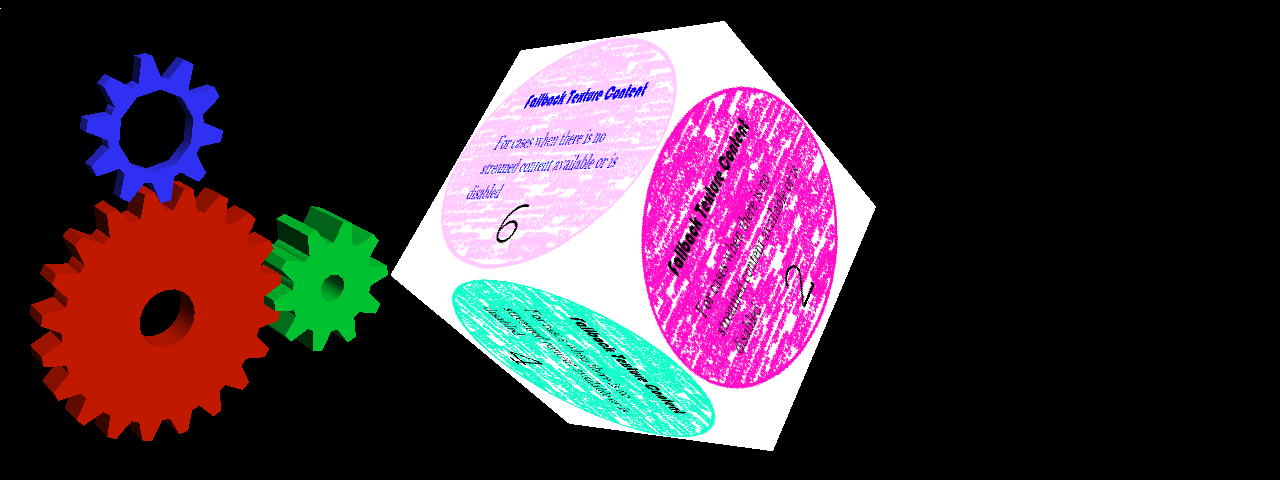 Fallback Texture Content
For cases when there is no
streamed content available or is
disabled
6
Fallback Texture Content
For cases when there is no
streamed content available or is
disabled
2
Fallback Texture Content
For cases when there is no
streamed content available or is
disabled